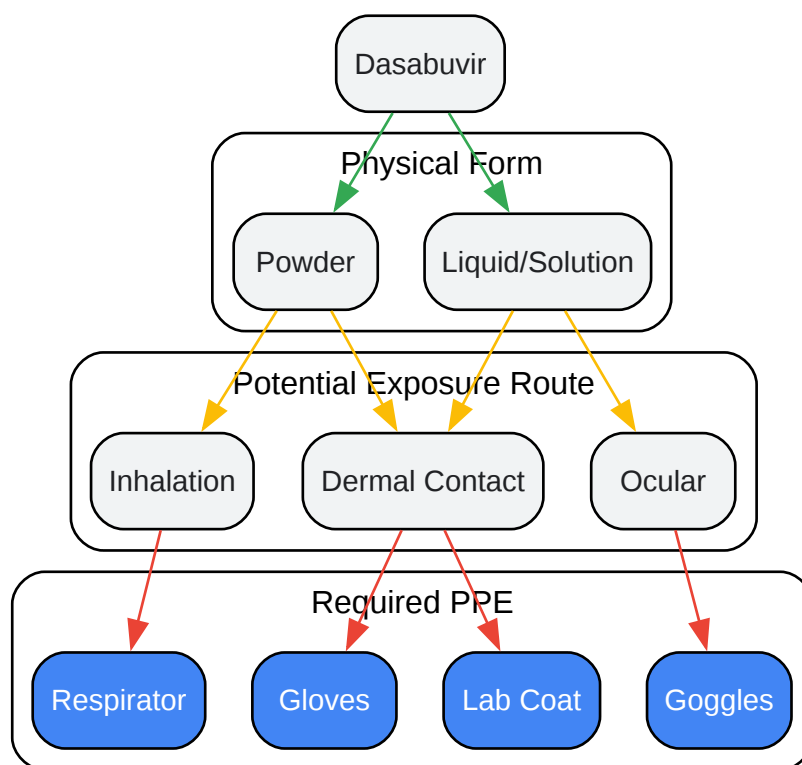 Dasabuvir
Physical Form
Powder
Liquid/Solution
Potential Exposure Route
Inhalation
Dermal Contact
Ocular
Required PPE
Respirator
Gloves
Lab Coat
Goggles